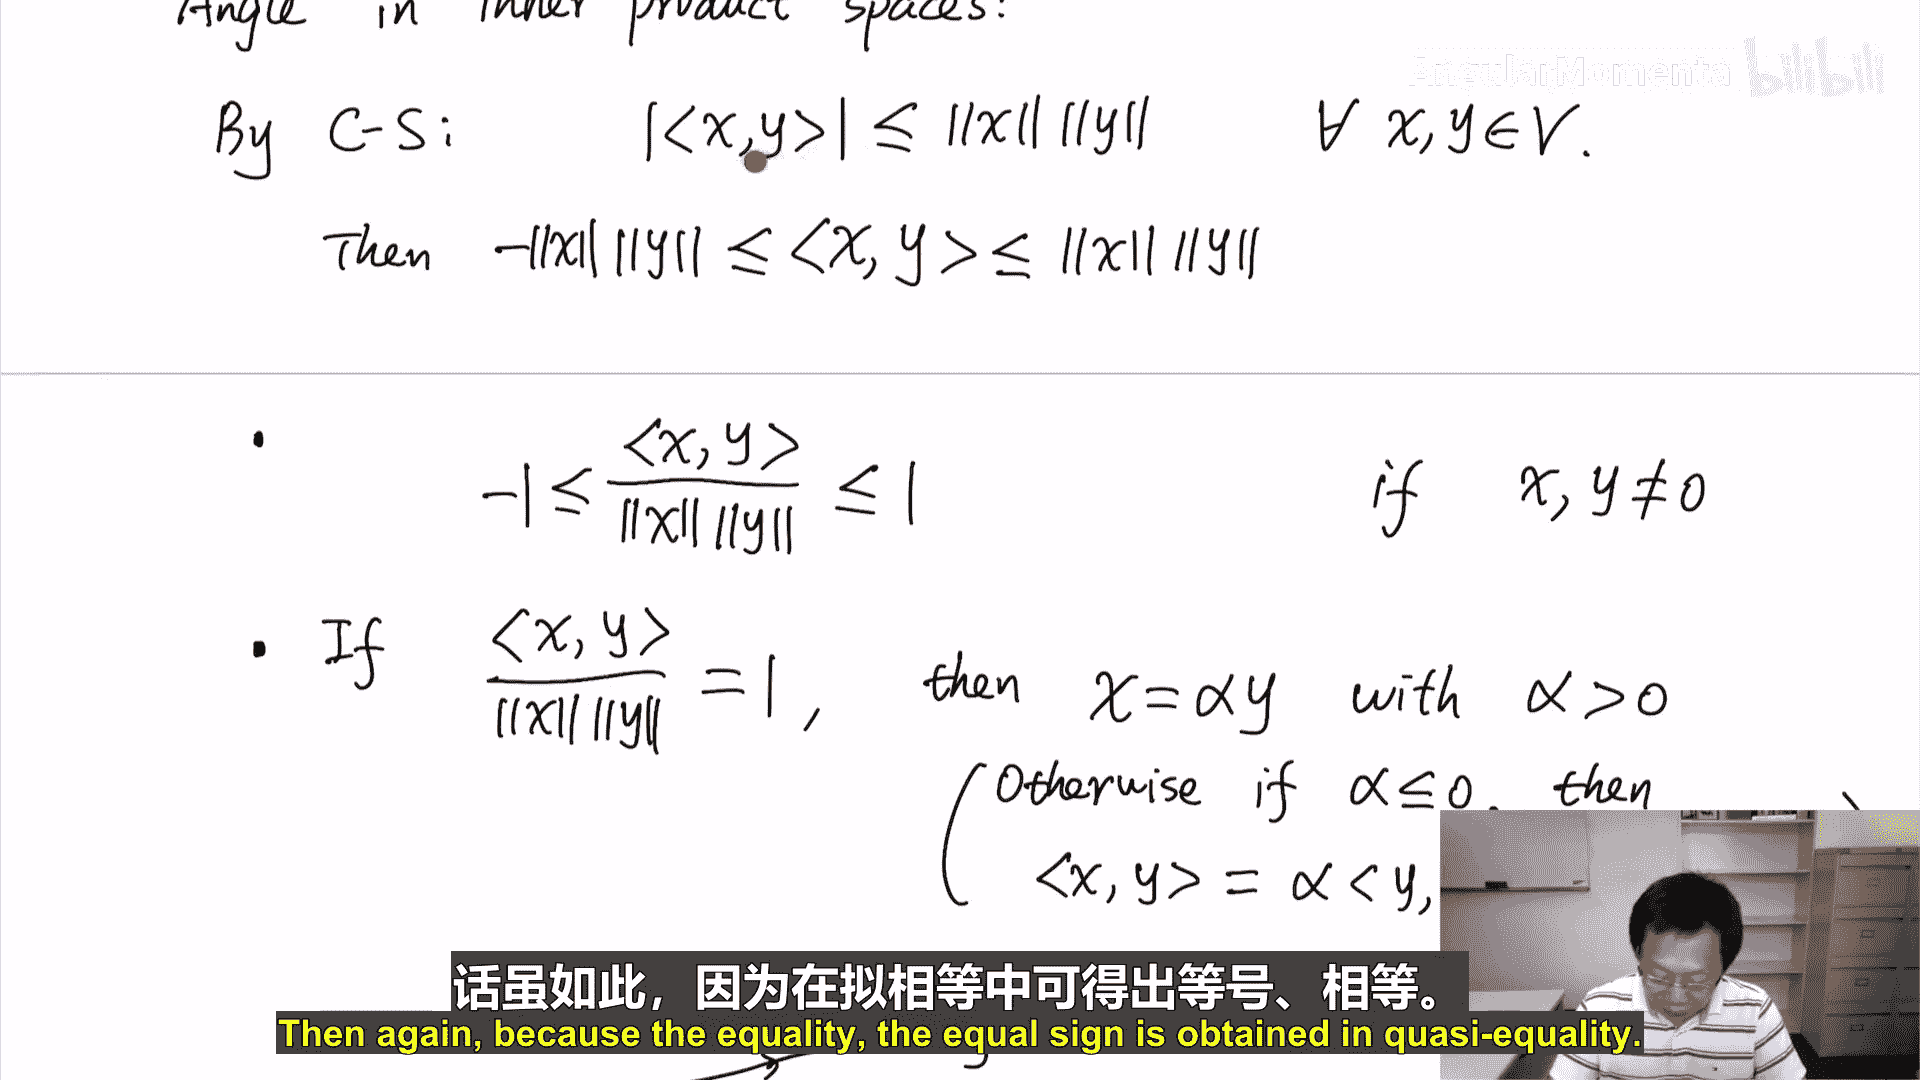 Angle in inner product spaces:
AngularMomenta bilibili
By C-S: |<x,y>| ≤ ||x|| ||y|| ∀ x,y∈V.
Then -||x|| ||y|| ≤ <x, y> ≤ ||x|| ||y||
• -1 ≤ <x, y> / ||x|| ||y|| ≤ 1 if x, y ≠ 0
• If <x, y> / ||x|| ||y|| = 1, then x = αy with α > 0
(Otherwise if α ≤ 0, then
<x, y> = α<y,
话虽如此，因为在拟相等中可得出等号、相等。
Then again, because the equality, the equal sign is obtained in quasi-equality.